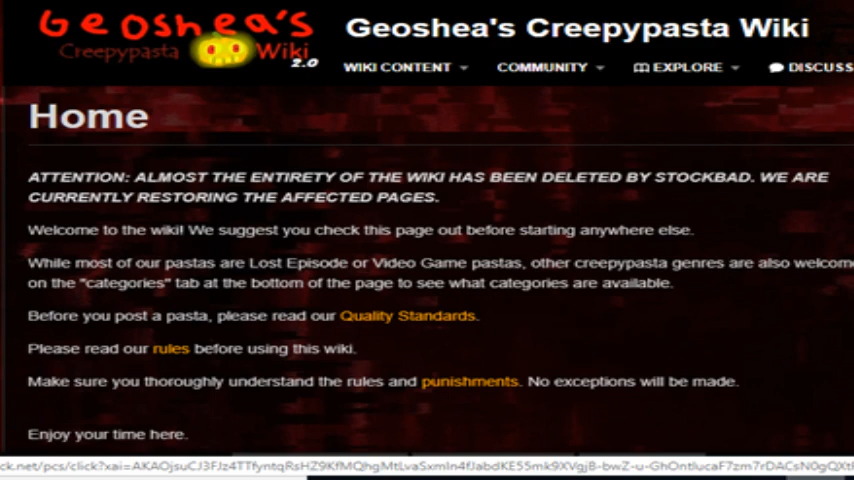 Geoshea's
Creepypasta Wiki
2.0
Geoshea's Creepypasta Wiki
WIKI CONTENT COMMUNITY EXPLORE DISCUSS
Home
ATTENTION: ALMOST THE ENTIRETY OF THE WIKI HAS BEEN DELETED BY STOCKBAD. WE ARE
CURRENTLY RESTORING THE AFFECTED PAGES.
Welcome to the wiki! We suggest you check this page out before starting anywhere else.
While most of our pastas are Lost Episode or Video Game pastas, other creepypasta genres are also welcome
on the "categories" tab at the bottom of the page to see what categories are available.
Before you post a pasta, please read our Quality Standards.
Please read our rules before using this wiki.
Make sure you thoroughly understand the rules and punishments. No exceptions will be made.
Enjoy your time here.